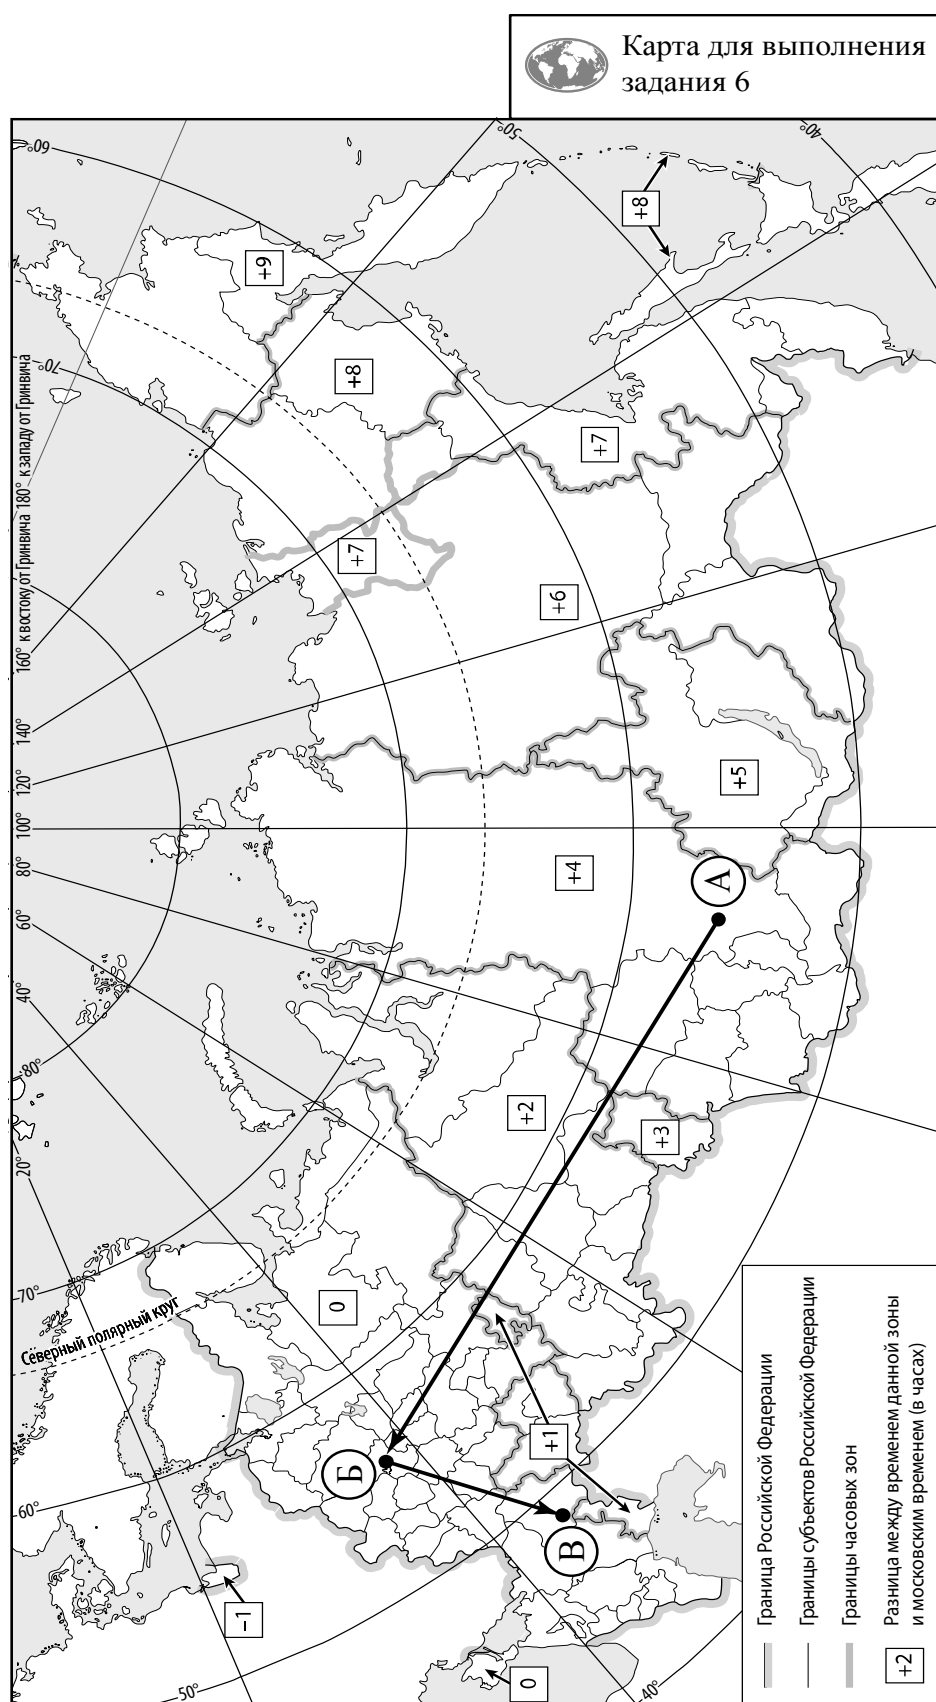 Карта для выполнения
задания 6
60°
50°
40°
70°
160° к востоку от Гринвича 180° к западу от Гринвича
140°
120°
100°
80°
60°
40°
20°
80°
70°
60°
50°
40°
Северный полярный круг
+9
+8
+8
+7
+7
+6
+5
+4
+3
+2
+1
0
0
−1
А
Б
В
Граница Российской Федерации
Границы субъектов Российской Федерации
Границы часовых зон
+2
Разница между временем данной зоны
и московским временем (в часах)